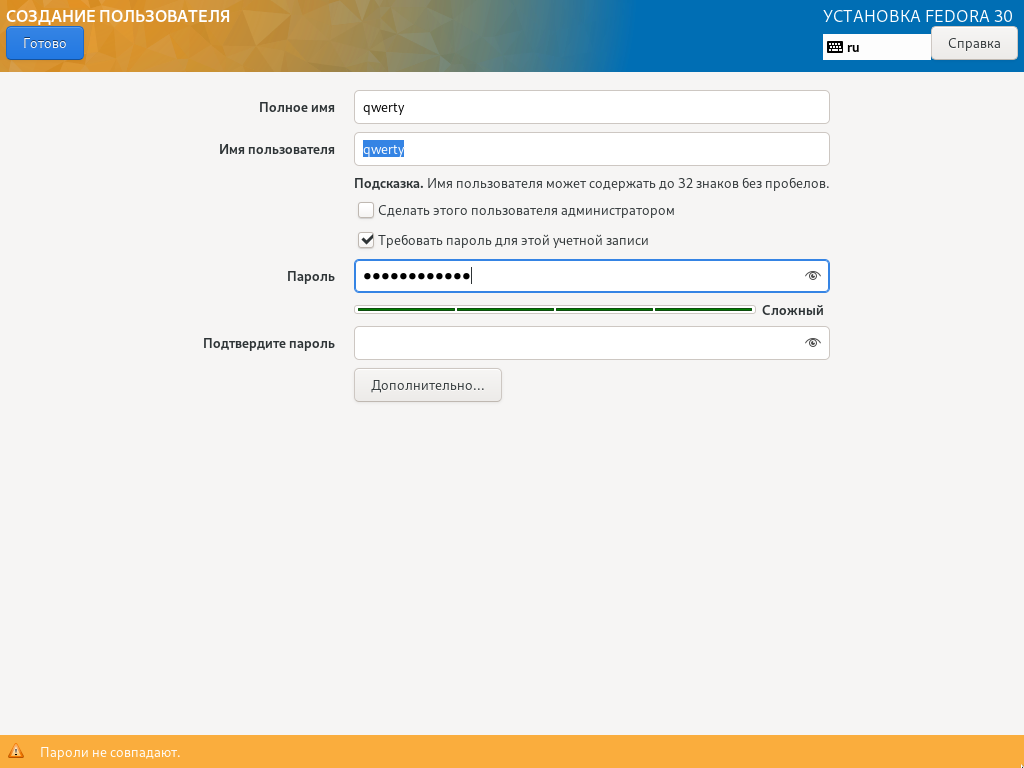 СОЗДАНИЕ ПОЛЬЗОВАТЕЛЯ
УСТАНОВКА FEDORA 30
Готово
ru
Справка
Полное имя
qwerty
Имя пользователя
qwerty
Подсказка. Имя пользователя может содержать до 32 знаков без пробелов.
Сделать этого пользователя администратором
Требовать пароль для этой учетной записи
Пароль
●●●●●●●●●●●●
Сложный
Подтвердите пароль
Дополнительно...
Пароли не совпадают.